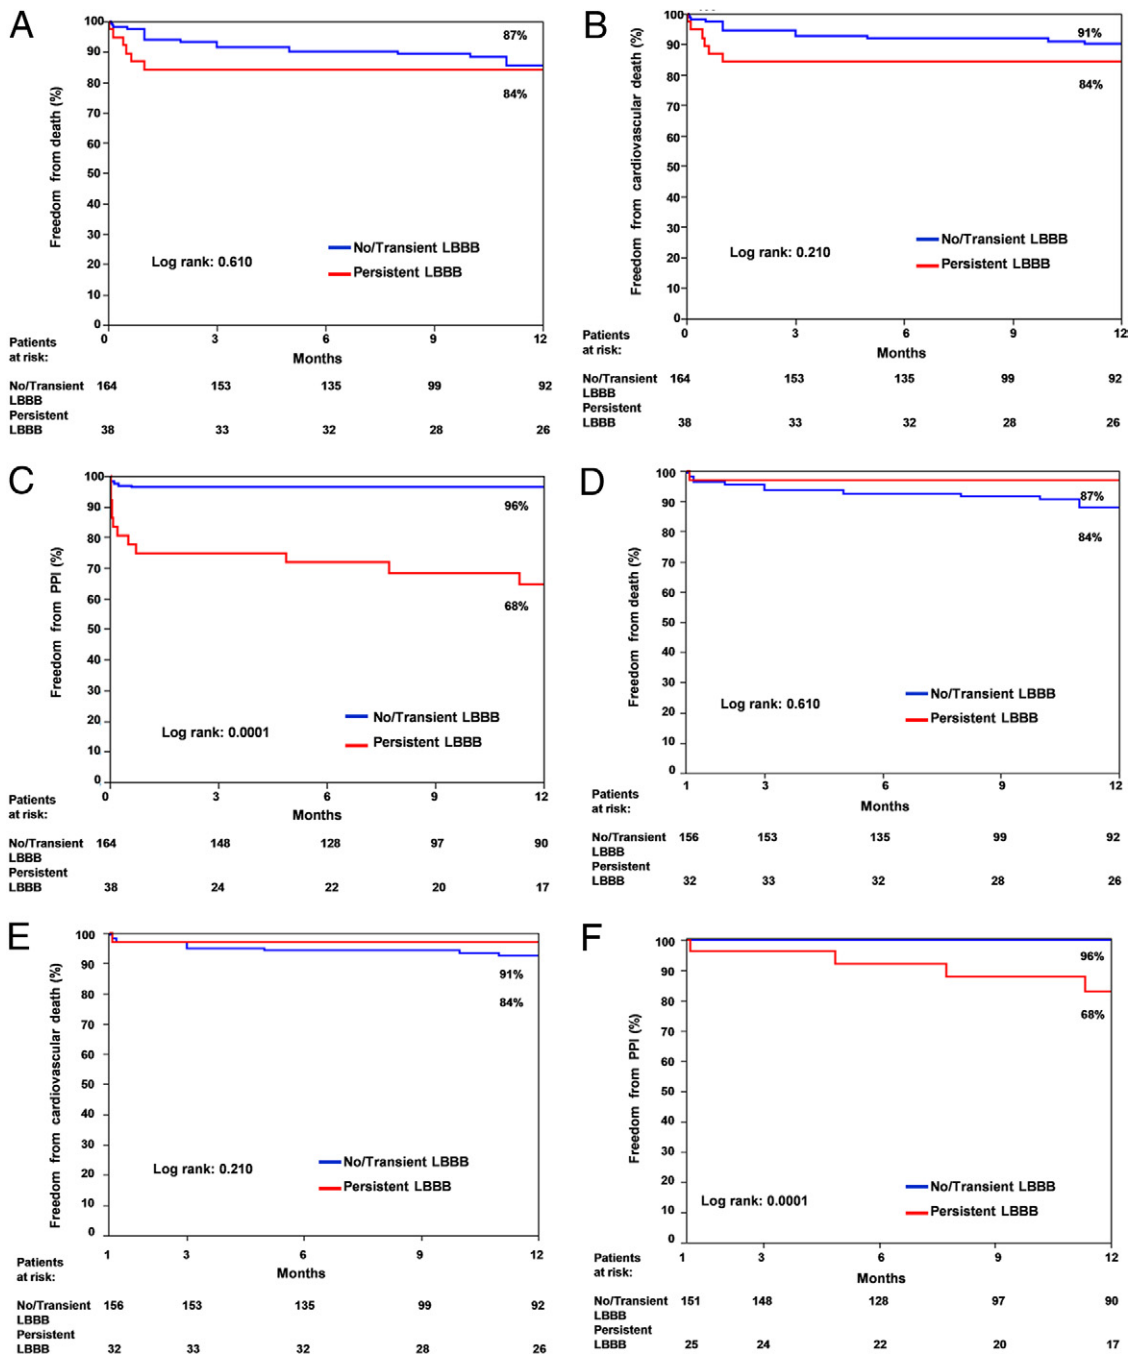 A
Freedom from death (%)
100
90
80
70
60
50
40
30
20
10
0
87%
84%
No/Transient LBBB
Persistent LBBB
Log rank: 0.610
0 3 6 9 12
Months
Patients
at risk:
No/Transient 164 153 135 99 92
LBBB
Persistent
LBBB 38 33 32 28 26
B
Freedom from cardiovascular death (%)
100
90
80
70
60
50
40
30
20
10
0
91%
84%
No/Transient LBBB
Persistent LBBB
Log rank: 0.210
0 3 6 9 12
Months
Patients
at risk:
No/Transient 164 153 135 99 92
LBBB
Persistent
LBBB 38 33 32 28 26
C
Freedom from PPI (%)
100
90
80
70
60
50
40
30
20
10
0
96%
68%
No/Transient LBBB
Persistent LBBB
Log rank: 0.0001
0 3 6 9 12
Months
Patients
at risk:
No/Transient 164 148 128 97 90
LBBB
Persistent
LBBB 38 24 22 20 17
D
Freedom from death (%)
100
90
80
70
60
50
40
30
20
10
0
87%
84%
No/Transient LBBB
Persistent LBBB
Log rank: 0.610
1 3 6 9 12
Months
Patients
at risk:
No/Transient 156 153 135 99 92
LBBB
Persistent
LBBB 32 33 32 28 26
E
Freedom from cardiovascular death (%)
100
90
80
70
60
50
40
30
20
10
0
91%
84%
No/Transient LBBB
Persistent LBBB
Log rank: 0.210
1 3 6 9 12
Months
Patients
at risk:
No/Transient 156 153 135 99 92
LBBB
Persistent
LBBB 32 33 32 28 26
F
Freedom from PPI (%)
100
90
80
70
60
50
40
30
20
10
0
96%
68%
No/Transient LBBB
Persistent LBBB
Log rank: 0.0001
1 3 6 9 12
Months
Patients
at risk:
No/Transient 151 148 128 97 90
LBBB
Persistent
LBBB 25 24 22 20 17